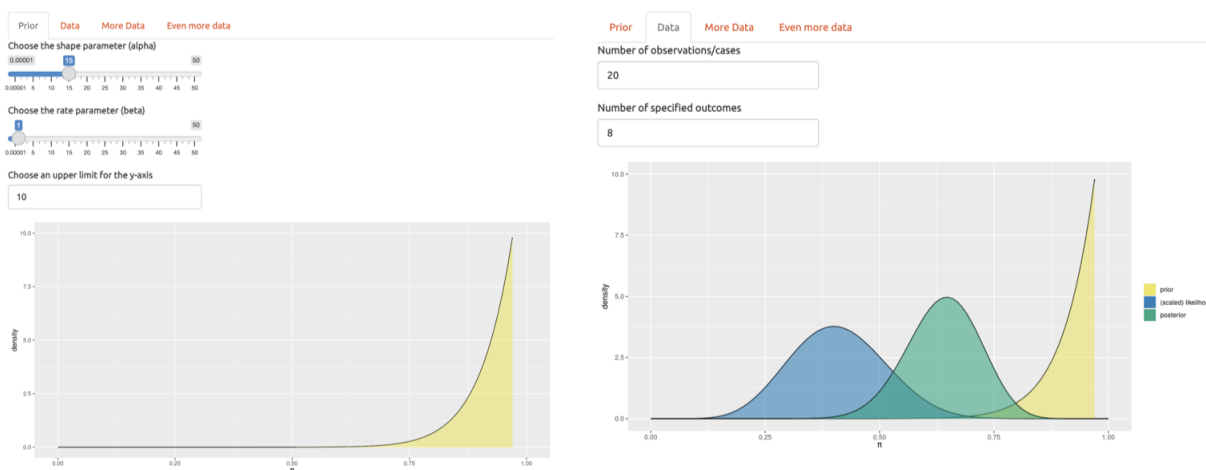 Prior Data More Data Even more data
Choose the shape parameter (alpha)
0.00001 15 50
0.00001 5 10 15 20 25 30 35 40 45 50
Choose the rate parameter (beta)
1 50
0.00001 5 10 15 20 25 30 35 40 45 50
Choose an upper limit for the y-axis
10
10.0
7.5
density
5.0
2.5
0.0
0.00 0.25 0.50 0.75 1.00
Prior Data More Data Even more data
Number of observations/cases
20
Number of specified outcomes
8
10.0
7.5
density
5.0
2.5
0.0
0.00 0.25 0.50 0.75 1.00
π
prior
(scaled) likeliho
posterior